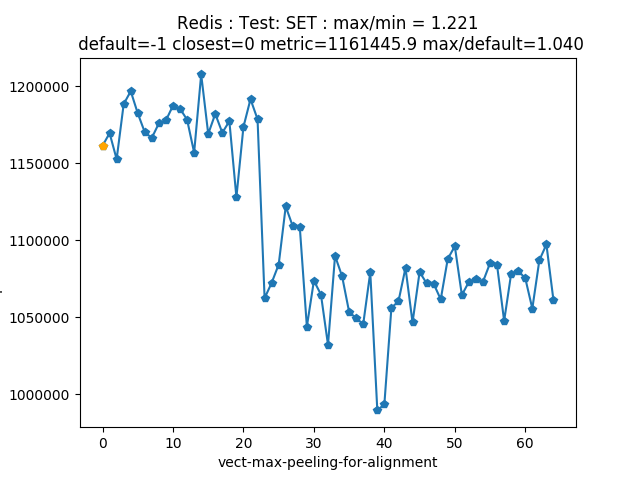 Redis : Test: SET : max/min = 1.221
default=-1 closest=0 metric=1161445.9 max/default=1.040
1200000
1150000
1100000
1050000
1000000
0 10 20 30 40 50 60
vect-max-peeling-for-alignment